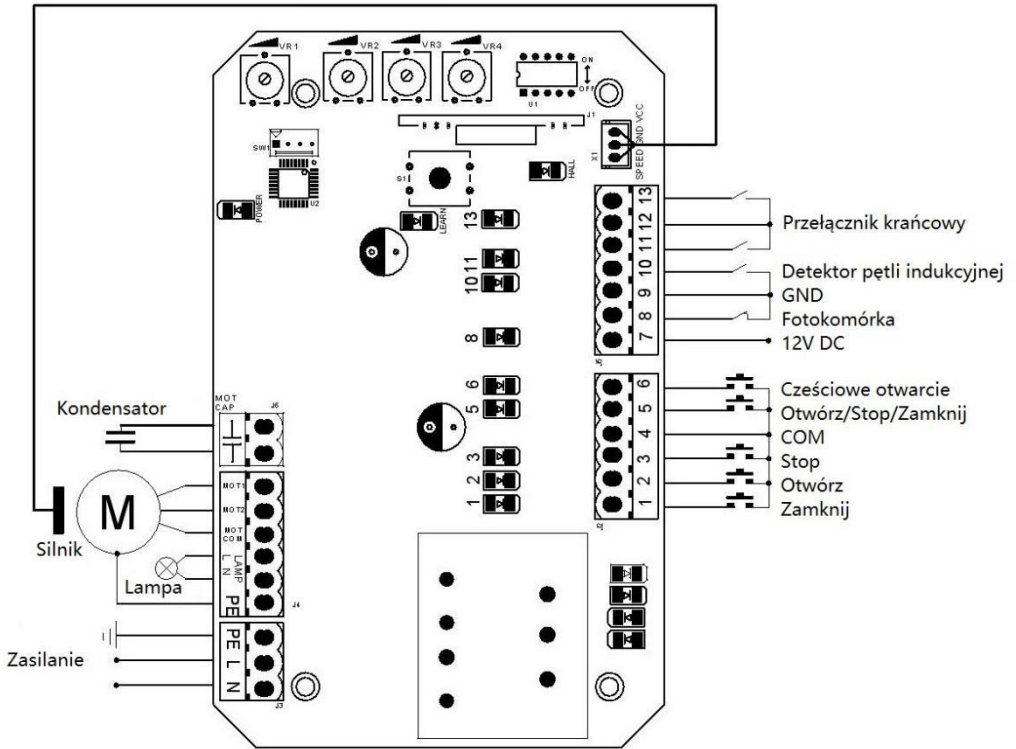 VR1
VR2
VR3
VR4
ON
OFF
U1
J1
SW1
U2
S1
HALL
X1
SPEED GND VCC
POWER
LEARN
13
11
10
8
6
5
3
2
1
13
12
11
10
9
8
7
J5
Przełącznik krańcowy
Detektor pętli indukcyjnej
GND
Fotokomórka
12V DC
6
5
4
3
2
1
Cześciowe otwarcie
Otwórz/Stop/Zamknij
COM
Stop
Otwórz
Zamknij
MOT
CAP
J6
Kondensator
MOT1
MOT2
MOT
COM
L N
LAMP
PE
J4
M
Silnik
Lampa
Zasilanie
PE
L
N
J3